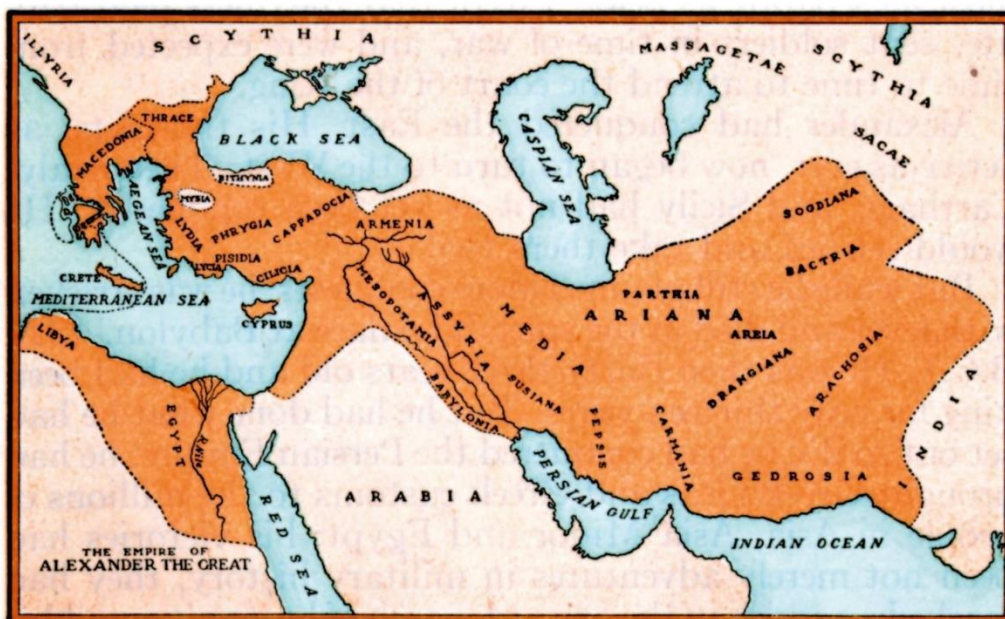 ILLYRIA
SCYTHIA
MASSAGETAE
SCYTHIA
SACAE
THRACE
MACEDONIA
BLACK SEA
CASPIAN SEA
BITHYNIA
MYSIA
AEGEAN SEA
LYDIA
PHRYGIA
CAPPADOCIA
ARMENIA
SOODIANA
BACTRIA
LYCIA
PISIDIA
CILICIA
CRETE
MEDITERRANEAN SEA
CYPRUS
MESOPOTAMIA
ASSYRIA
MEDIA
PARTHIA
ARIANA
AREIA
DRANGIANA
ARACHOSIA
INDIA
LIBYA
EGYPT
R. NILE
BABYLONIA
SUSIANA
PEPSIS
CARMANIA
GEDROSIA
ARABIA
PERSIAN GULF
RED SEA
INDIAN OCEAN
THE EMPIRE OF
ALEXANDER THE GREAT